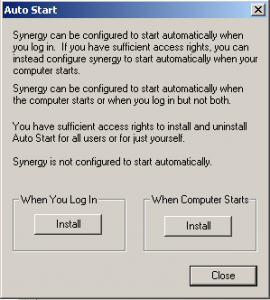 Auto Start
Synergy can be configured to start automatically when
you log in.  If you have sufficient access rights, you can
instead configure synergy to start automatically when your
computer starts.
Synergy can be configured to start automatically when
the computer starts or when you log in but not both.
You have sufficient access rights to install and uninstall
Auto Start for all users or for just yourself.
Synergy is not configured to start automatically.
When You Log In
When Computer Starts
Install
Install
Close